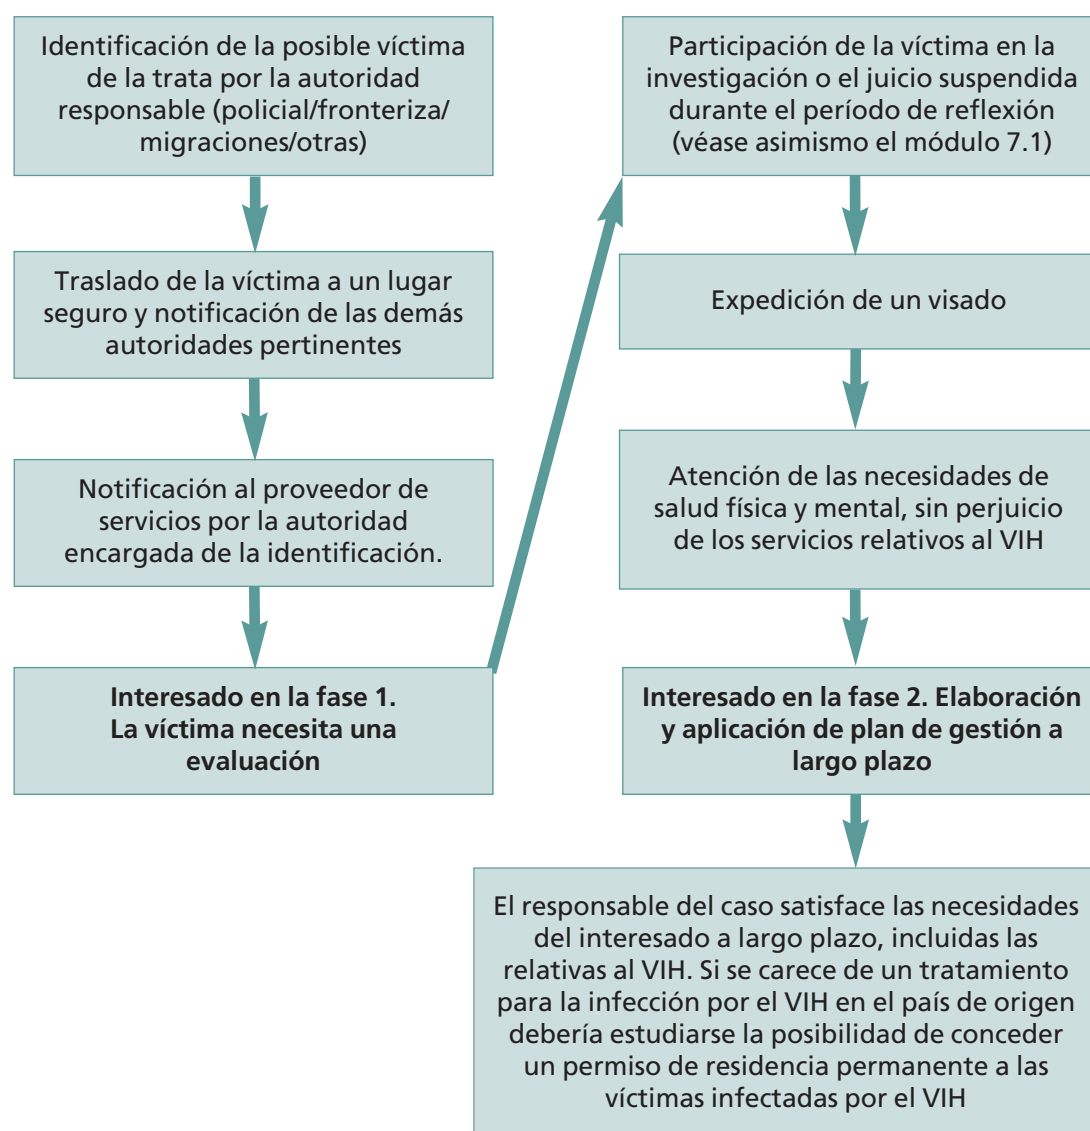 Identificación de la posible víctima
de la trata por la autoridad
responsable (policial/fronteriza/
migraciones/otras)
Traslado de la víctima a un lugar
seguro y notificación de las demás
autoridades pertinentes
Notificación al proveedor de
servicios por la autoridad
encargada de la identificación.
Interesado en la fase 1.
La víctima necesita una
evaluación
Participación de la víctima en la
investigación o el juicio suspendida
durante el período de reflexión
(véase asimismo el módulo 7.1)
Expedición de un visado
Atención de las necesidades de
salud física y mental, sin perjuicio
de los servicios relativos al VIH
Interesado en la fase 2. Elaboración
y aplicación de plan de gestión a
largo plazo
El responsable del caso satisface las necesidades
del interesado a largo plazo, incluidas las
relativas al VIH. Si se carece de un tratamiento
para la infección por el VIH en el país de origen
debería estudiarse la posibilidad de conceder
un permiso de residencia permanente a las
víctimas infectadas por el VIH